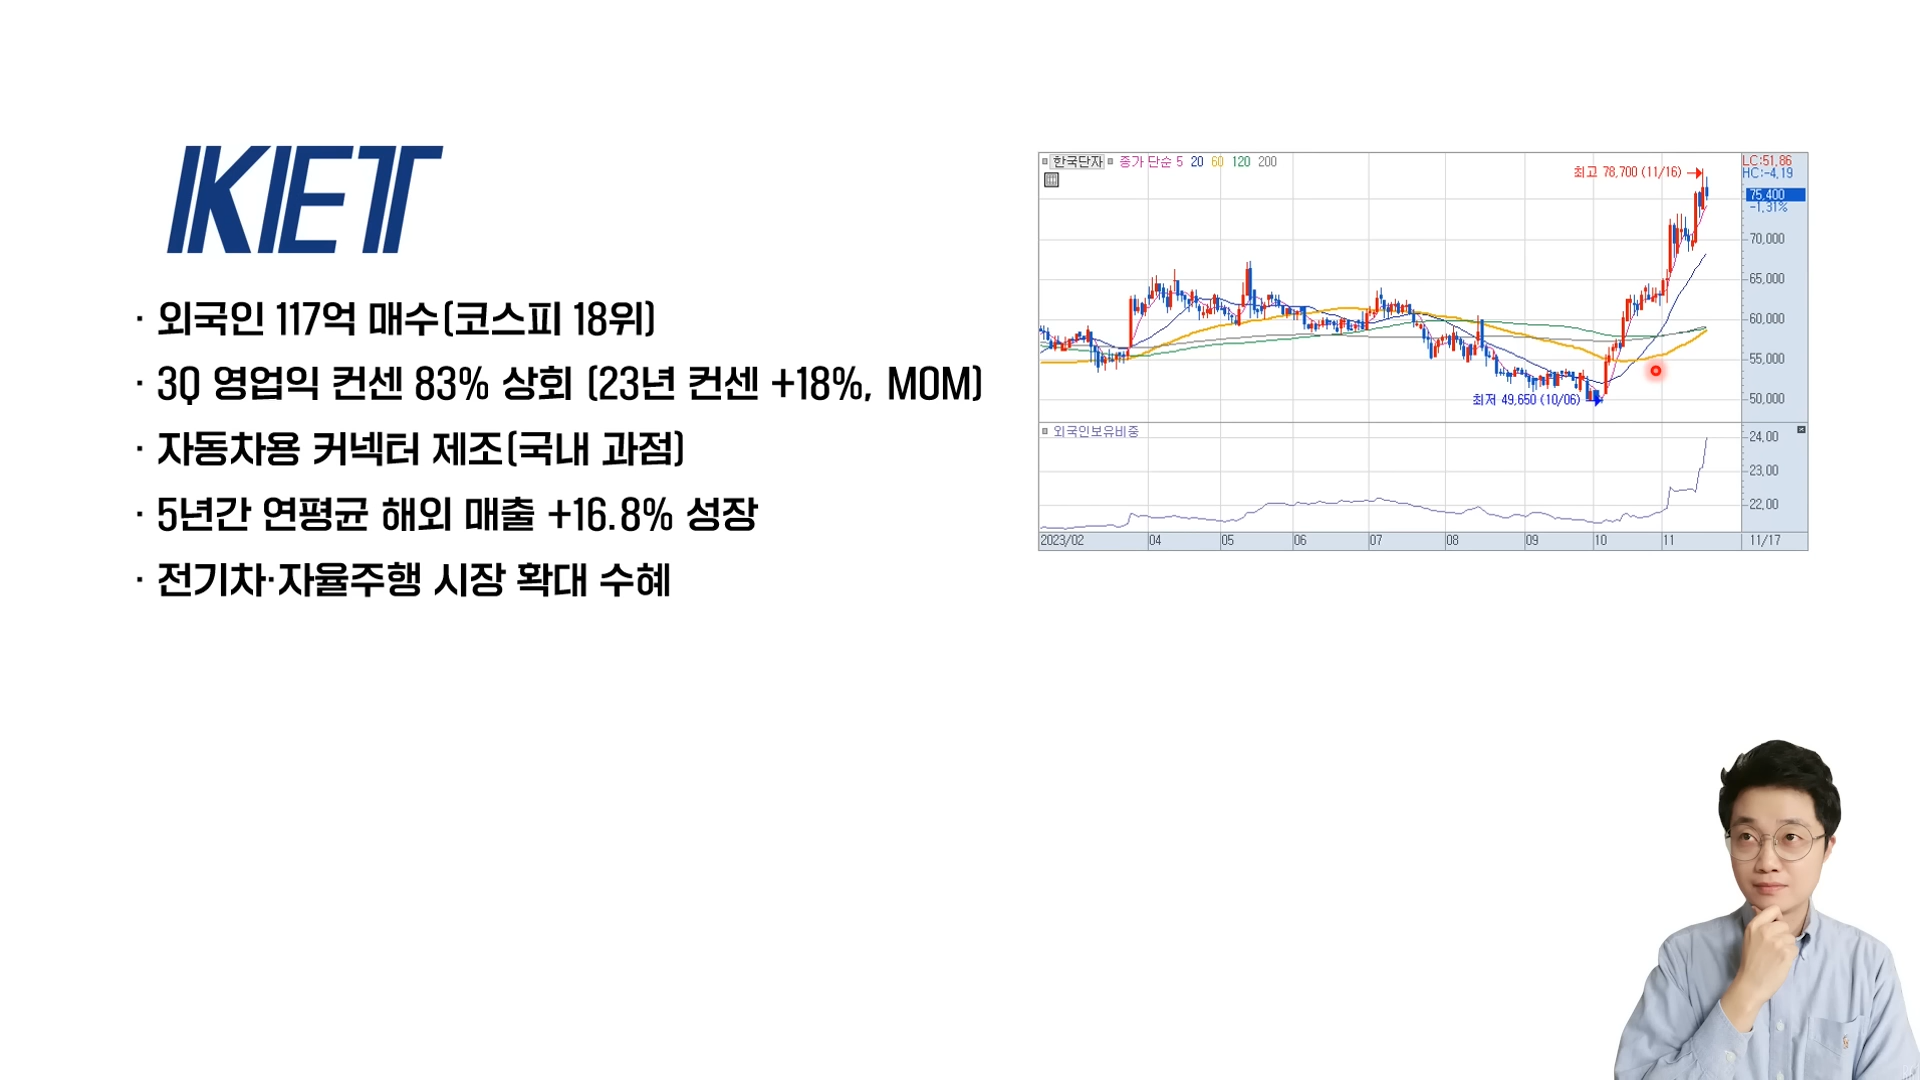 KET
· 외국인 117억 매수(코스피 18위)
· 3Q 영업익 컨센 83% 상회 (23년 컨센 +18%, MOM)
· 자동차용 커넥터 제조(국내 과점)
· 5년간 연평균 해외 매출 +16.8% 성장
· 전기차·자율주행 시장 확대 수혜
한국단자 종가 단순 5 20 60 120 200
최고 78,700 (11/16)
LC:51.86
HC:-4.19
75,400
-1.31%
70,000
65,000
60,000
55,000
50,000
최저 49,650 (10/06)
외국인보유비중
24.00
23.00
22.00
2023/02 04 05 06 07 08 09 10 11 11/17